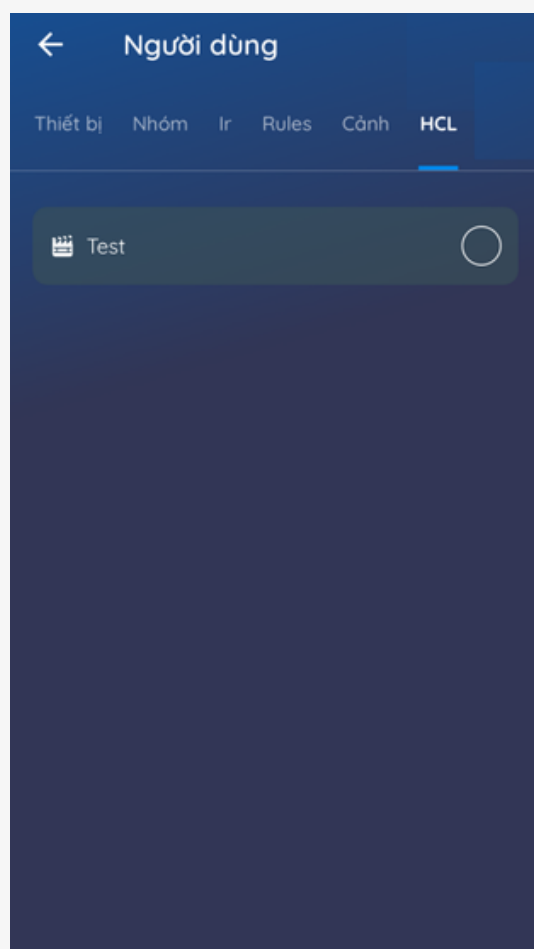 Người dùng
Thiết bị Nhóm Ir Rules Cảnh HCL
Test